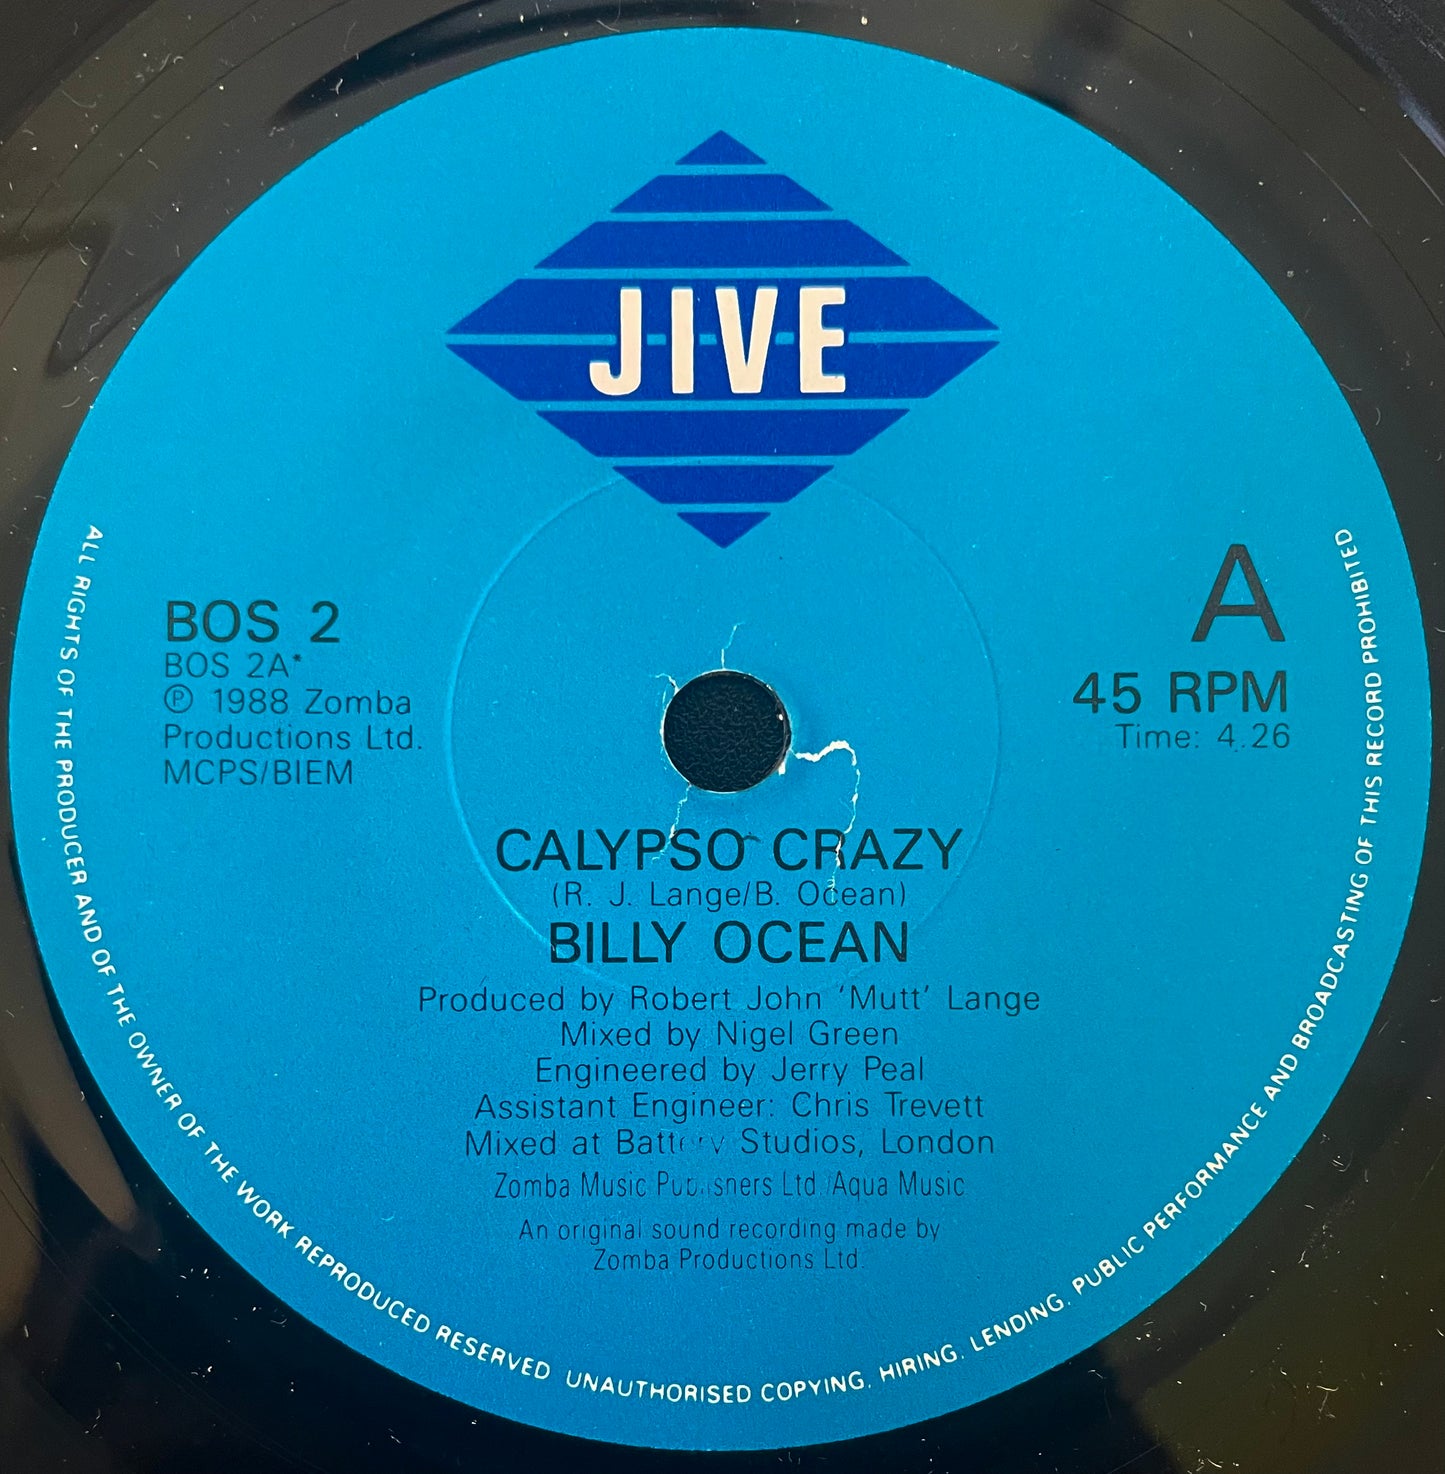 JIVE
A
BOS 2
BOS 2A*
℗ 1988 Zomba
Productions Ltd.
MCPS/BIEM
45 RPM
Time: 4.26
CALYPSO CRAZY
(R. J. Lange/B. Ocean)
BILLY OCEAN
Produced by Robert John 'Mutt' Lange
Mixed by Nigel Green
Engineered by Jerry Peal
Assistant Engineer: Chris Trevett
Mixed at Battery Studios, London
Zomba Music Publishers Ltd./Aqua Music
An original sound recording made by
Zomba Productions Ltd.
ALL RIGHTS OF THE PRODUCER AND OF THE OWNER OF THE WORK REPRODUCED RESERVED UNAUTHORISED COPYING, HIRING, LENDING, PUBLIC PERFORMANCE AND BROADCASTING OF THIS RECORD PROHIBITED